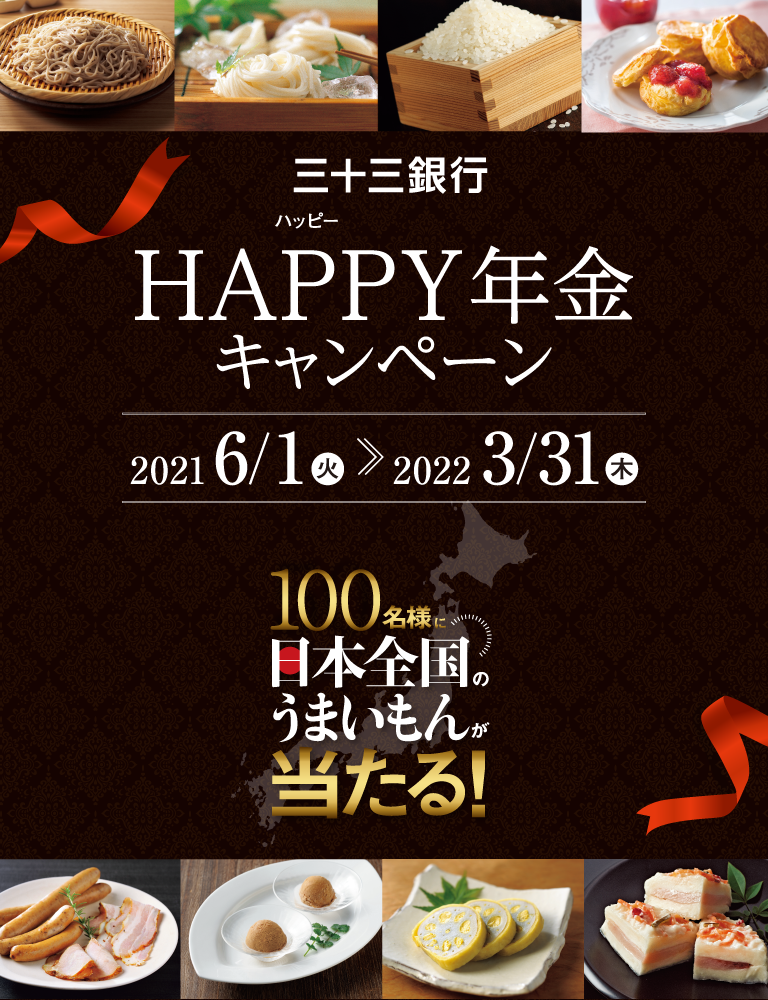 三十三銀行
ハッピー
HAPPY年金
キャンペーン
2021 6/1 火 》 2022 3/31 木
100名様に
日本全国の
うまいもんが
当たる!